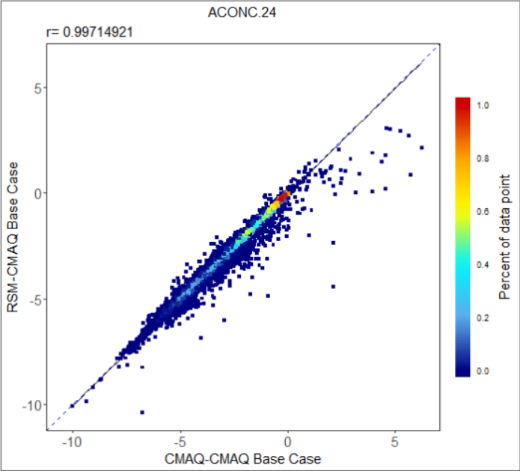 ACONC.24
r= 0.99714921
5
0
-5
-10
-10
-5
0
5
RSM-CMAQ Base Case
CMAQ-CMAQ Base Case
1.0
0.8
0.6
0.4
0.2
0.0
Percent of data point